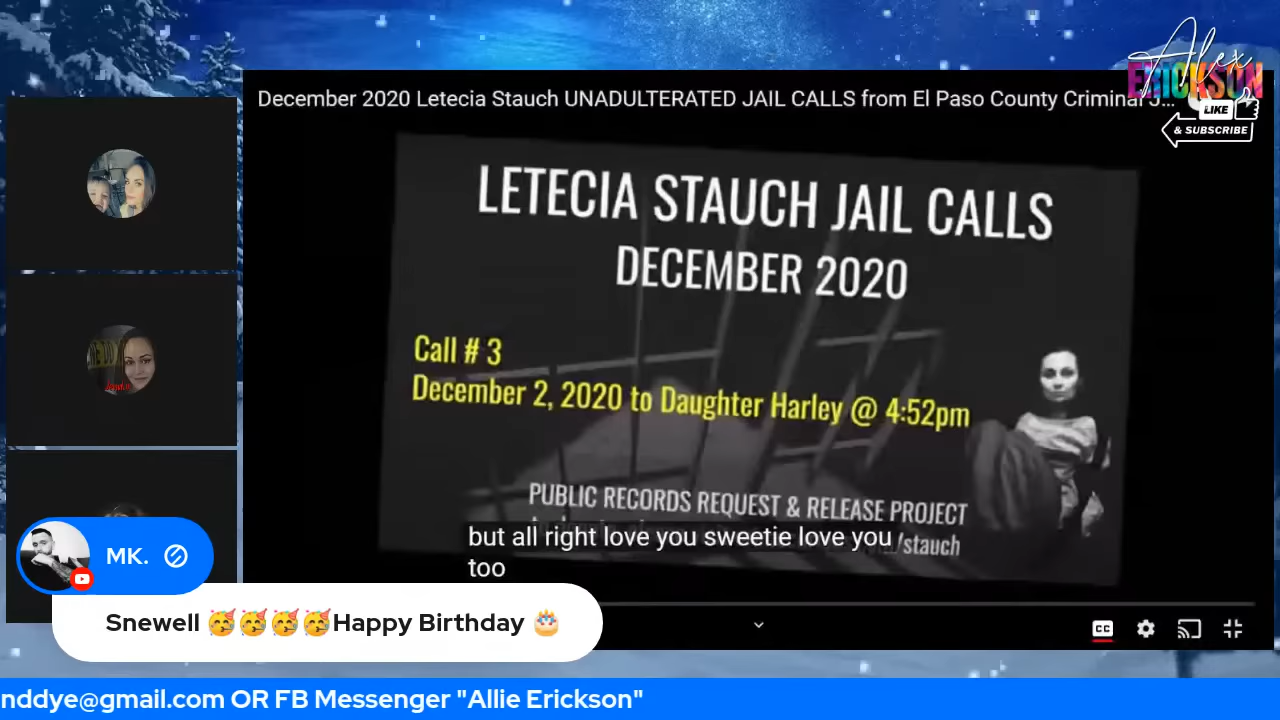 Alex
ERICKSON
LIKE
& SUBSCRIBE
December 2020 Letecia Stauch UNADULTERATED JAIL CALLS from El Paso County Criminal J...
LETECIA STAUCH JAIL CALLS
DECEMBER 2020
Call # 3
December 2, 2020 to Daughter Harley @ 4:52pm
PUBLIC RECORDS REQUEST & RELEASE PROJECT
/stauch
but all right love you sweetie love you
too
MK.
Snewell 🥳🥳🥳🥳Happy Birthday 🎂
CC
nddye@gmail.com OR FB Messenger "Allie Erickson"